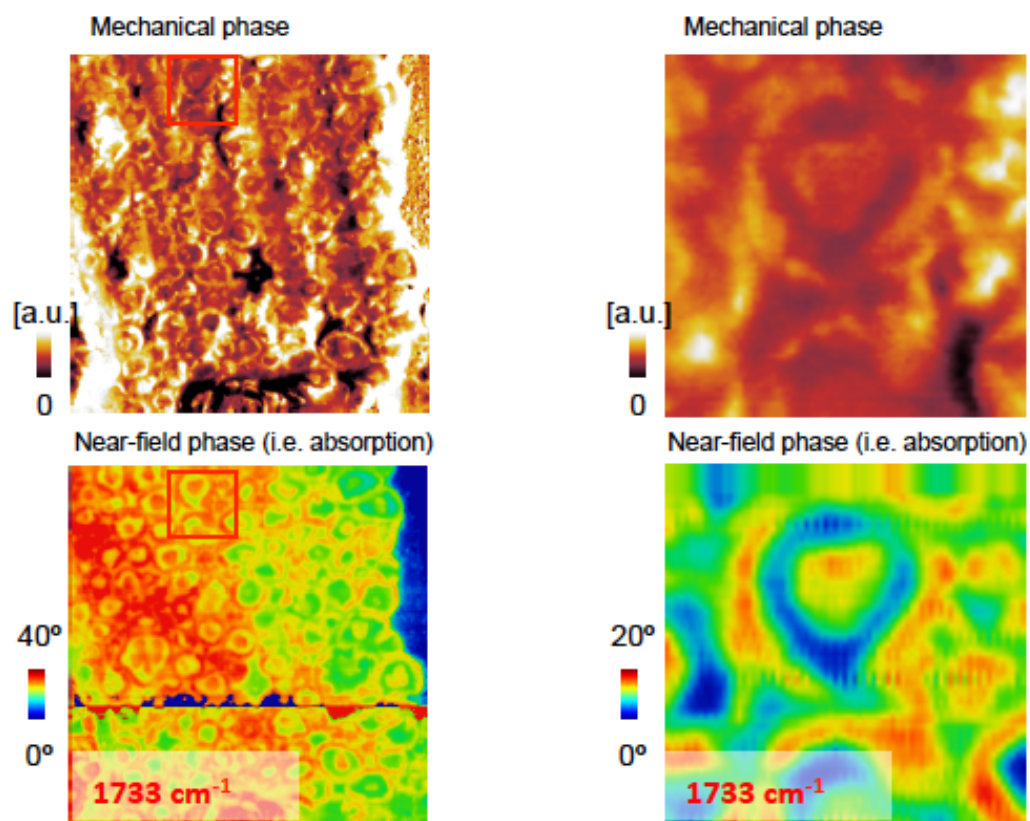 Mechanical phase
Mechanical phase
[a.u.]
[a.u.]
0
0
Near-field phase (i.e. absorption)
Near-field phase (i.e. absorption)
40º
20º
0º
0º
1733 cm⁻¹
1733 cm⁻¹